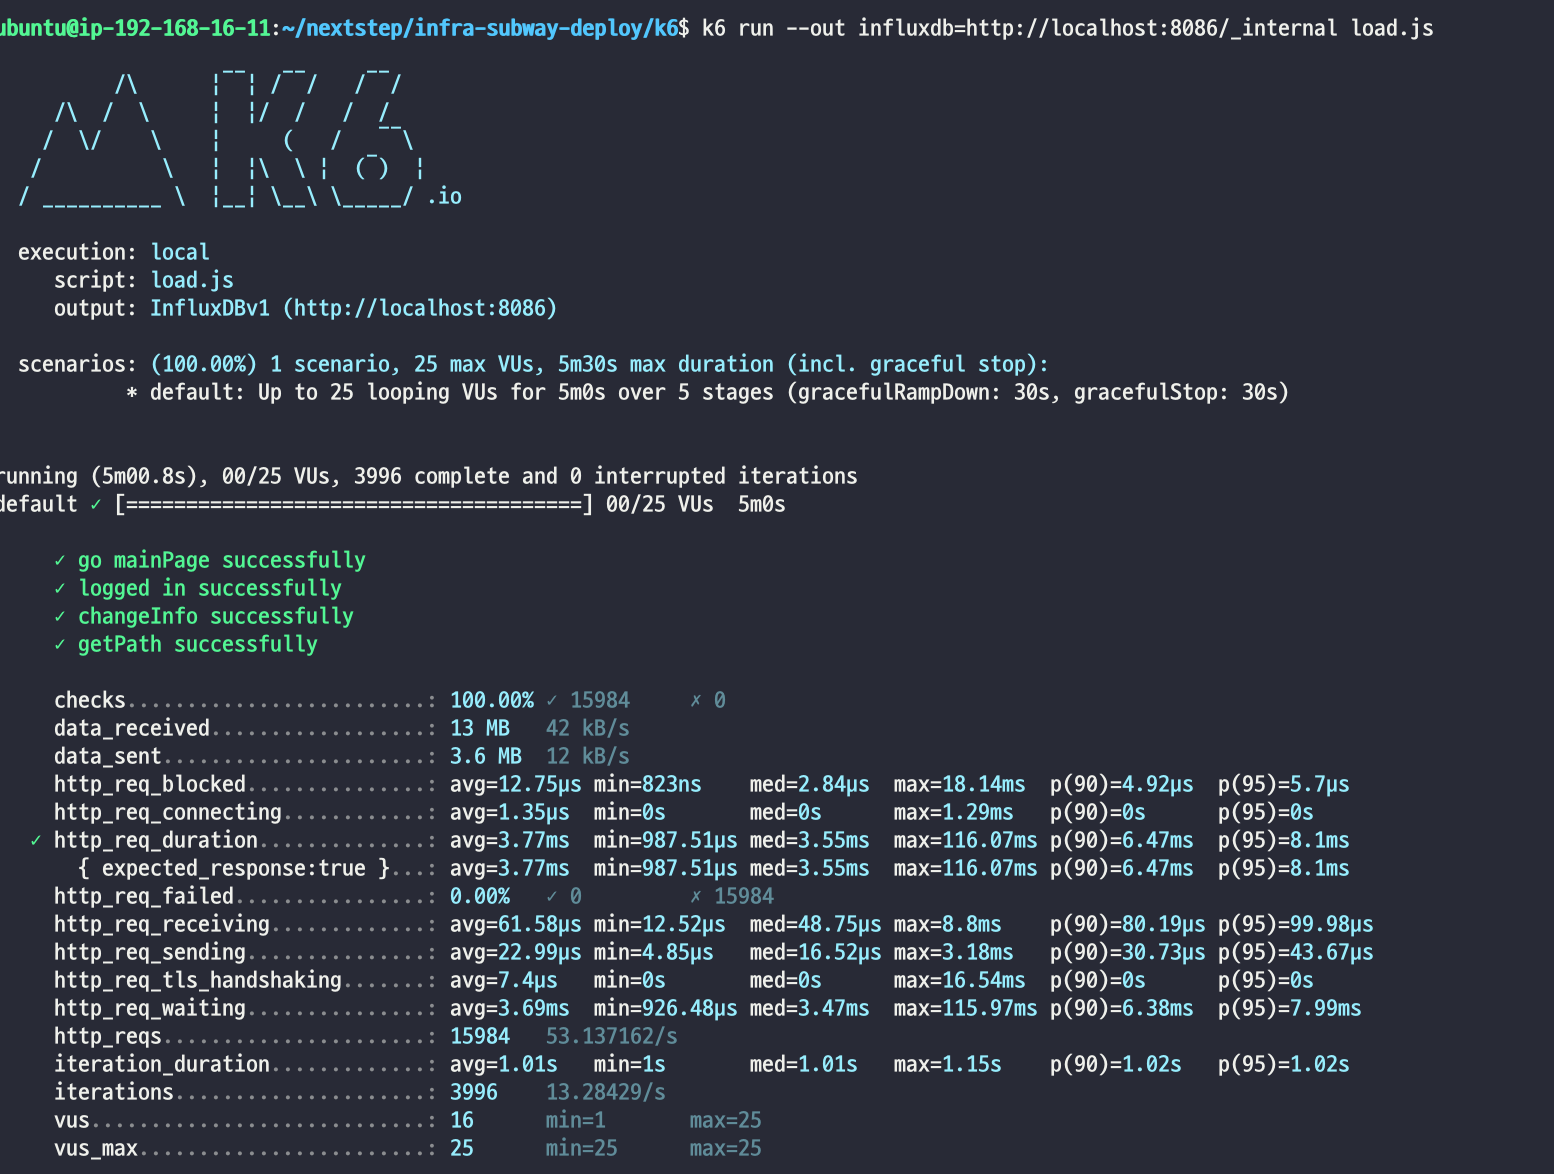 ubuntu@ip-192-168-16-11:~/nextstep/infra-subway-deploy/k6$ k6 run --out influxdb=http://localhost:8086/_internal load.js
.io
execution: local
script: load.js
output: InfluxDBv1 (http://localhost:8086)
scenarios: (100.00%) 1 scenario, 25 max VUs, 5m30s max duration (incl. graceful stop):
* default: Up to 25 looping VUs for 5m0s over 5 stages (gracefulRampDown: 30s, gracefulStop: 30s)
running (5m00.8s), 00/25 VUs, 3996 complete and 0 interrupted iterations
default ✓ [======================================] 00/25 VUs  5m0s
✓ go mainPage successfully
✓ logged in successfully
✓ changeInfo successfully
✓ getPath successfully
checks.........................: 100.00% ✓ 15984     ✗ 0
data_received..................: 13 MB   42 kB/s
data_sent......................: 3.6 MB  12 kB/s
http_req_blocked...............: avg=12.75µs min=823ns    med=2.84µs  max=18.14ms  p(90)=4.92µs  p(95)=5.7µs
http_req_connecting............: avg=1.35µs  min=0s       med=0s      max=1.29ms   p(90)=0s      p(95)=0s
✓ http_req_duration..............: avg=3.77ms  min=987.51µs med=3.55ms  max=116.07ms p(90)=6.47ms  p(95)=8.1ms
{ expected_response:true }...: avg=3.77ms  min=987.51µs med=3.55ms  max=116.07ms p(90)=6.47ms  p(95)=8.1ms
http_req_failed................: 0.00%   ✓ 0         ✗ 15984
http_req_receiving.............: avg=61.58µs min=12.52µs  med=48.75µs max=8.8ms    p(90)=80.19µs p(95)=99.98µs
http_req_sending...............: avg=22.99µs min=4.85µs   med=16.52µs max=3.18ms   p(90)=30.73µs p(95)=43.67µs
http_req_tls_handshaking.......: avg=7.4µs   min=0s       med=0s      max=16.54ms  p(90)=0s      p(95)=0s
http_req_waiting...............: avg=3.69ms  min=926.48µs med=3.47ms  max=115.97ms p(90)=6.38ms  p(95)=7.99ms
http_reqs......................: 15984   53.137162/s
iteration_duration.............: avg=1.01s   min=1s       med=1.01s   max=1.15s    p(90)=1.02s   p(95)=1.02s
iterations.....................: 3996    13.28429/s
vus............................: 16      min=1       max=25
vus_max........................: 25      min=25      max=25